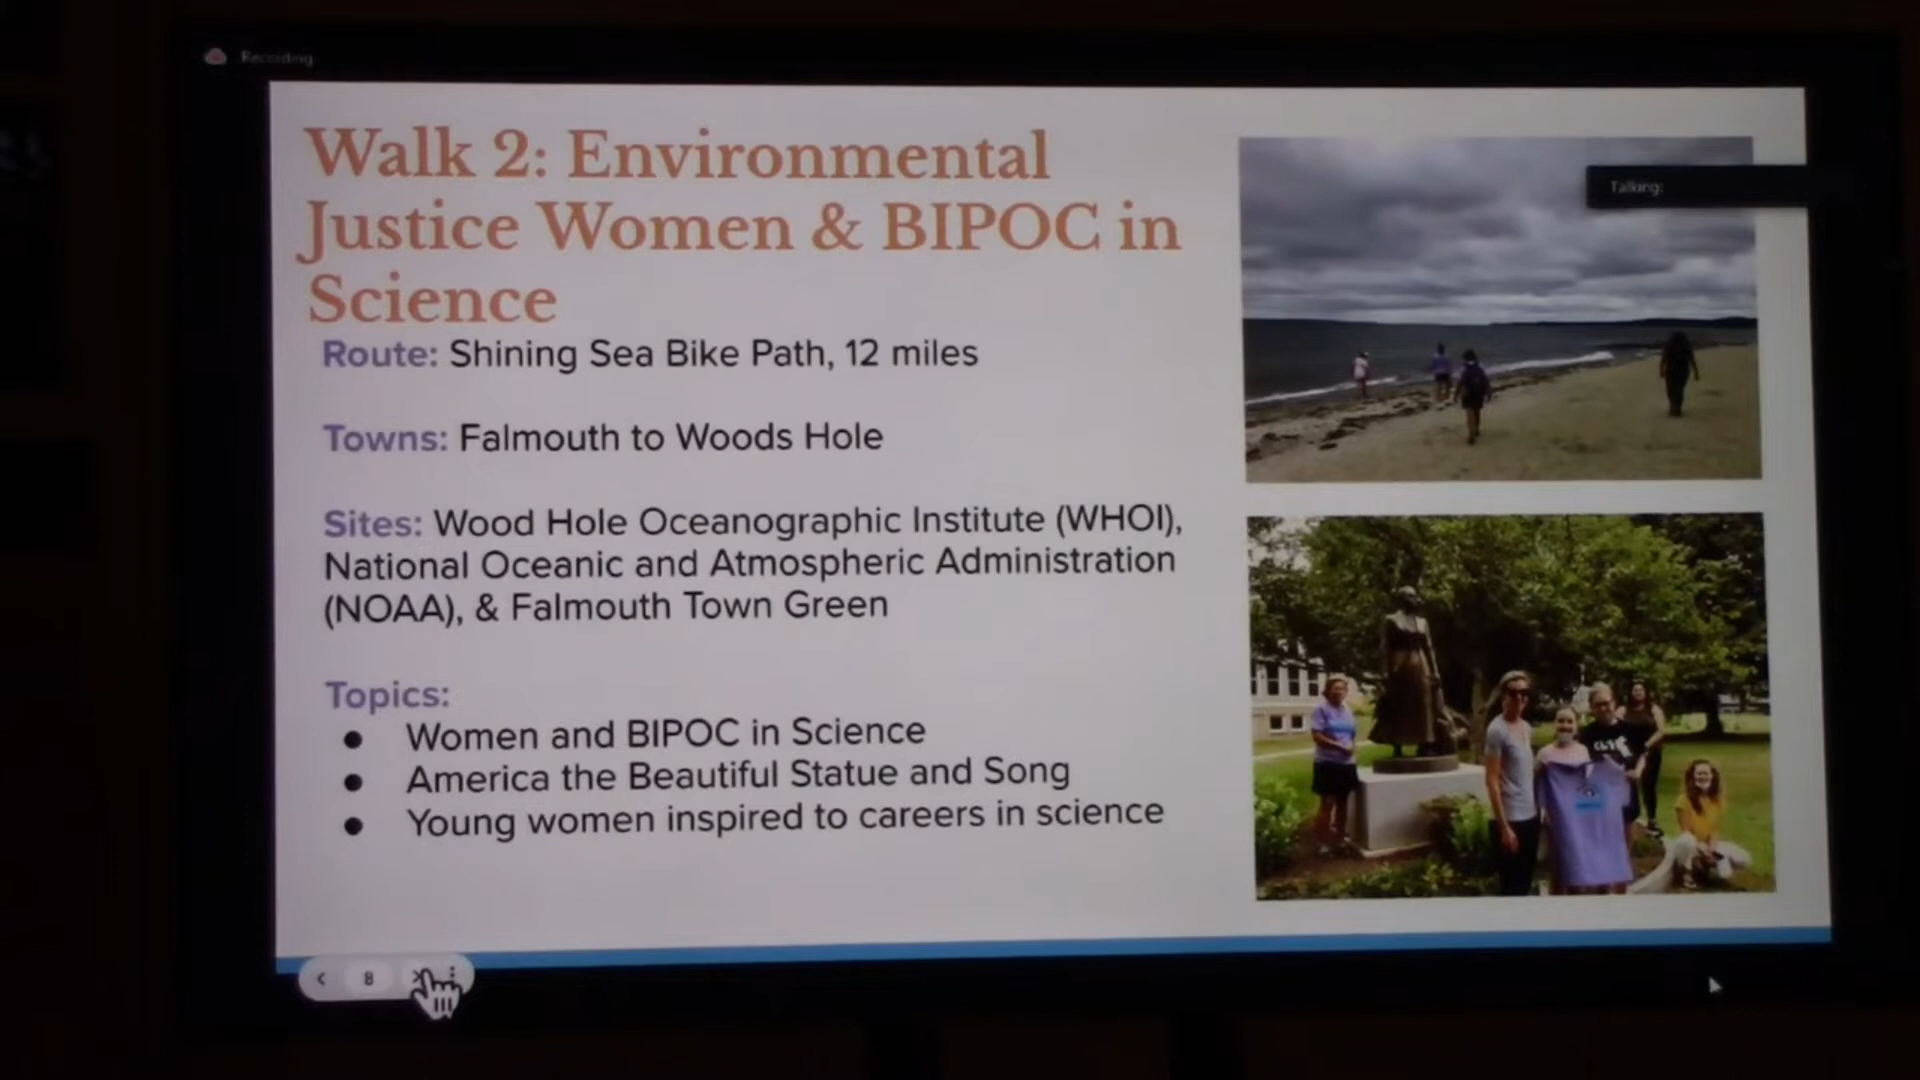 Recording
Walk 2: Environmental
Justice Women & BIPOC in
Science
Talking:
Route: Shining Sea Bike Path, 12 miles
Towns: Falmouth to Woods Hole
Sites: Wood Hole Oceanographic Institute (WHOI),
National Oceanic and Atmospheric Administration
(NOAA), & Falmouth Town Green
Topics:
● Women and BIPOC in Science
● America the Beautiful Statue and Song
● Young women inspired to careers in science
8